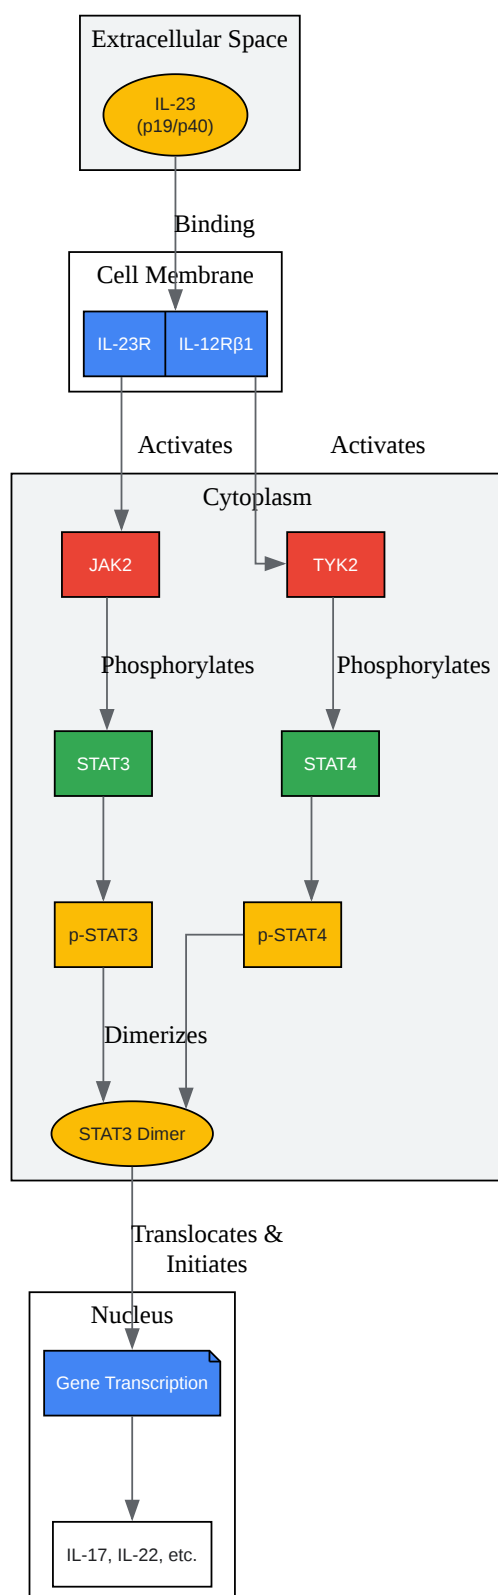 Extracellular Space
IL-23
(p19/p40)
Binding
Cell Membrane
IL-23R
IL-12Rβ1
Activates
Activates
Cytoplasm
JAK2
TYK2
Phosphorylates
Phosphorylates
STAT3
STAT4
p-STAT3
p-STAT4
Dimerizes
STAT3 Dimer
Translocates &
Initiates
Nucleus
Gene Transcription
IL-17, IL-22, etc.